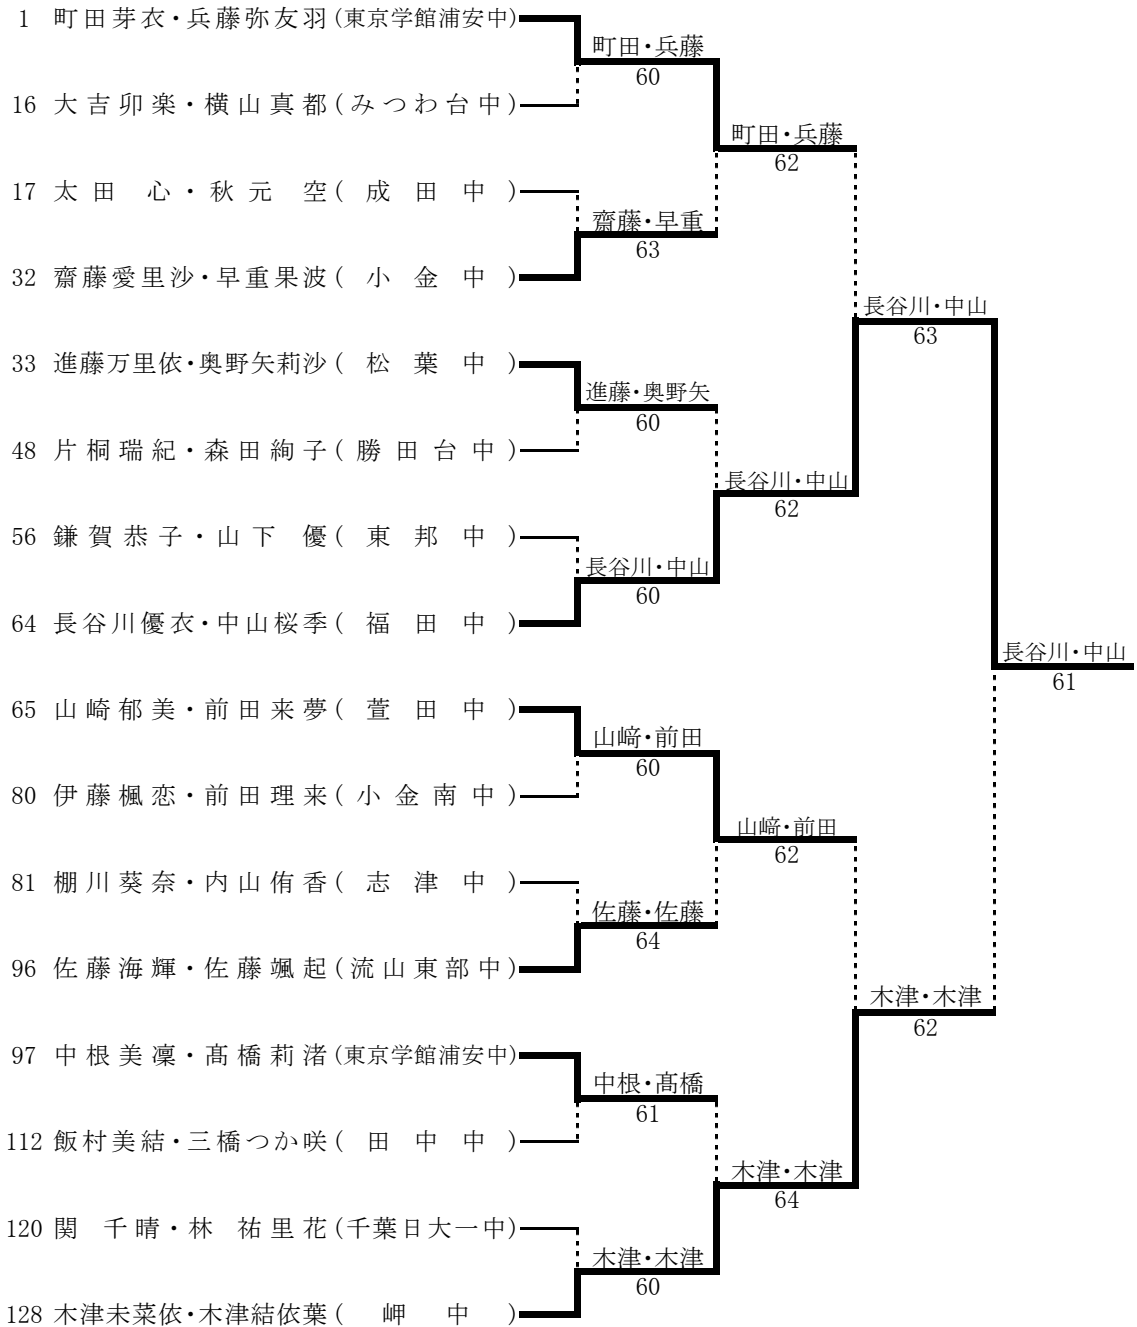 1 町田芽衣・兵藤弥友羽(東京学館浦安中)
町田・兵藤
60
16 大吉卯楽・横山真都(みつわ台中)
町田・兵藤
62
17 太田 心・秋元 空(成田中)
齋藤・早重
63
32 齋藤愛里沙・早重果波(小金中)
長谷川・中山
63
33 進藤万里依・奥野矢莉沙(松葉中)
進藤・奥野矢
60
48 片桐瑞紀・森田絢子(勝田台中)
長谷川・中山
62
56 鎌賀恭子・山下 優(東邦中)
長谷川・中山
60
64 長谷川優衣・中山桜季(福田中)
長谷川・中山
61
65 山崎郁美・前田来夢(萱田中)
山﨑・前田
60
80 伊藤楓恋・前田理来(小金南中)
山﨑・前田
62
81 棚川葵奈・内山侑香(志津中)
佐藤・佐藤
64
96 佐藤海輝・佐藤颯起(流山東部中)
木津・木津
62
97 中根美凜・髙橋莉渚(東京学館浦安中)
中根・髙橋
61
112 飯村美結・三橋つか咲(田中中)
木津・木津
64
120 関 千晴・林 祐里花(千葉日大一中)
木津・木津
60
128 木津未菜依・木津結依葉(岬中)